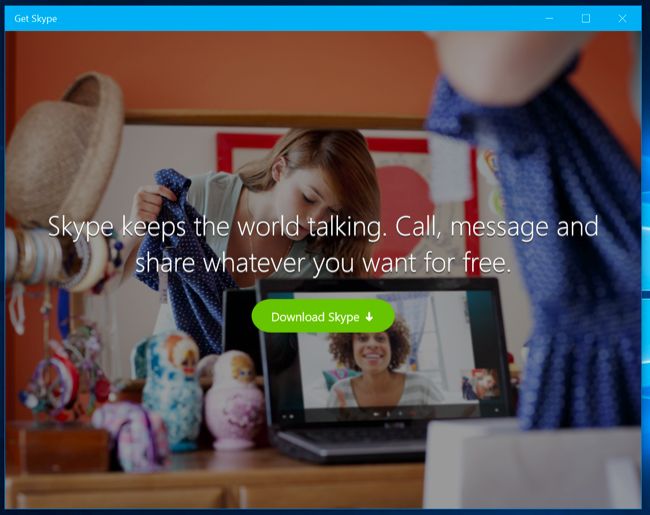 Get Skype
Skype keeps the world talking. Call, message and
share whatever you want for free.
Download Skype